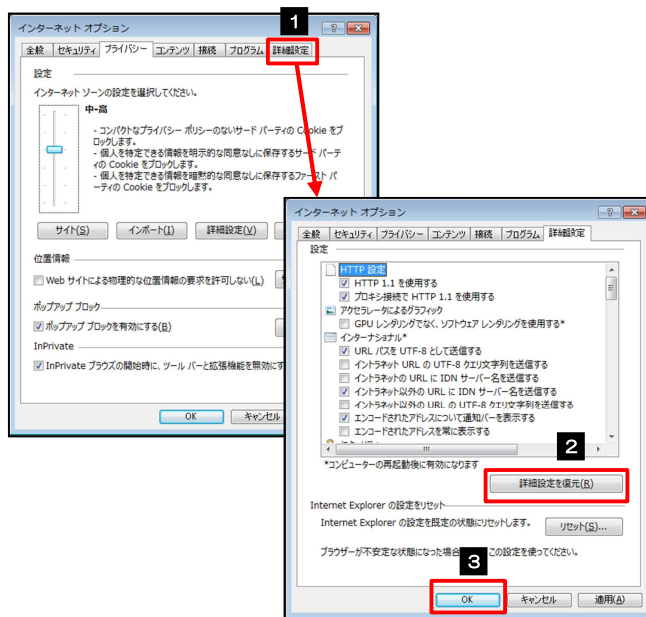 1
インターネット オプション
全般 セキュリティ プライバシー コンテンツ 接続 プログラム 詳細設定
設定
インターネット ゾーンの設定を選択してください。
中-高
- コンパクトなプライバシー ポリシーのないサード パーティの Cookie をブ
ロックします。
- 個人を特定できる情報を明示的な同意なしに保存するサード パーテ
ィの Cookie をブロックします。
- 個人を特定できる情報を暗黙的な同意なしに保存するファースト パ
ーティの Cookie をブロックします。
サイト(S) インポート(I) 詳細設定(V)
位置情報
Web サイトによる物理的な位置情報の要求を許可しない(L)
ポップアップ ブロック
ポップアップ ブロックを有効にする(B)
InPrivate
InPrivate ブラウズの開始時に、ツール バーと拡張機能を無効にす
OK キャンセル
インターネット オプション
全般 セキュリティ プライバシー コンテンツ 接続 プログラム 詳細設定
設定
HTTP 設定
HTTP 1.1 を使用する
プロキシ接続で HTTP 1.1 を使用する
アクセラレータによるグラフィック
GPU レンダリングでなく、ソフトウェア レンダリングを使用する*
インターナショナル*
URL パスを UTF-8 として送信する
イントラネット URL の UTF-8 クエリ文字列を送信する
イントラネットの URL に IDN サーバー名を送信する
イントラネット以外の URL に IDN サーバー名を送信する
イントラネット以外の URL の UTF-8 クエリ文字列を送信する
エンコードされたアドレスについて通知バーを表示する
エンコードされたアドレスを常に表示する
2
*コンピューターの再起動後に有効になります
詳細設定を復元(R)
Internet Explorer の設定をリセット
Internet Explorer の設定を既定の状態にリセットします。 リセット(S)...
ブラウザーが不安定な状態になった場合 この設定を使ってください。
3
OK キャンセル 適用(A)